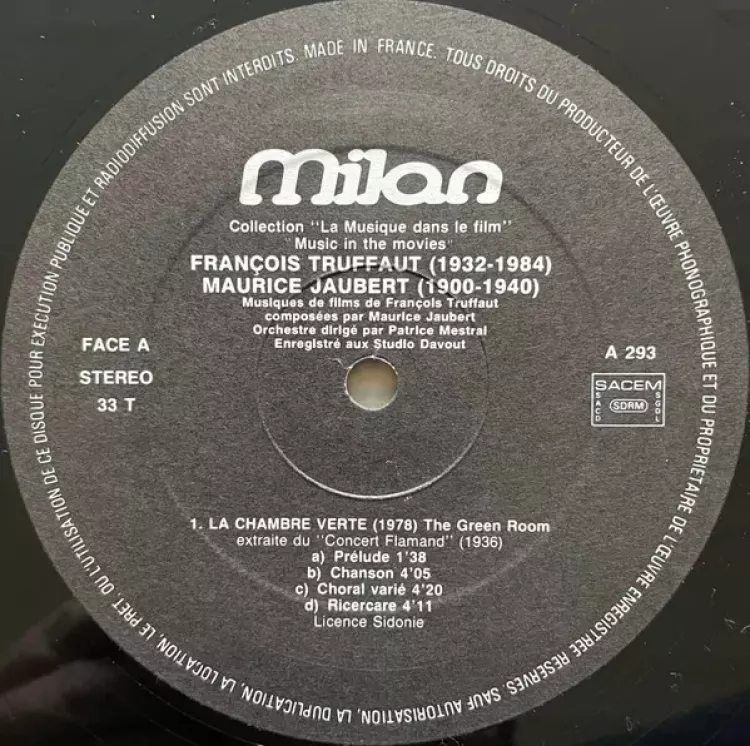 MADE IN FRANCE. TOUS DROITS DU PRODUCTEUR DE L'ŒUVRE PHONOGRAPHIQUE ET DU PROPRIETAIRE DE L'ŒUVRE ENREGISTREE RESERVES. SAUF AUTORISATION, LA DUPLICATION, LA LOCATION, LE PRET, OU L'UTILISATION DE CE DISQUE POUR EXECUTION PUBLIQUE ET RADIODIFFUSION SONT INTERDITS.
Milan
Collection "La Musique dans le film"
"Music in the movies"
FRANÇOIS TRUFFAUT (1932-1984)
MAURICE JAUBERT (1900-1940)
Musiques de films de François Truffaut
composées par Maurice Jaubert
Orchestre dirigé par Patrice Mestral
Enregistré aux Studio Davout
FACE A
STEREO
33 T
A 293
SACEM
SACD
SDRM
SGDL
1. LA CHAMBRE VERTE (1978) The Green Room
extraite du "Concert Flamand" (1936)
a) Prélude 1'38
b) Chanson 4'05
c) Choral varié 4'20
d) Ricercare 4'11
Licence Sidonie